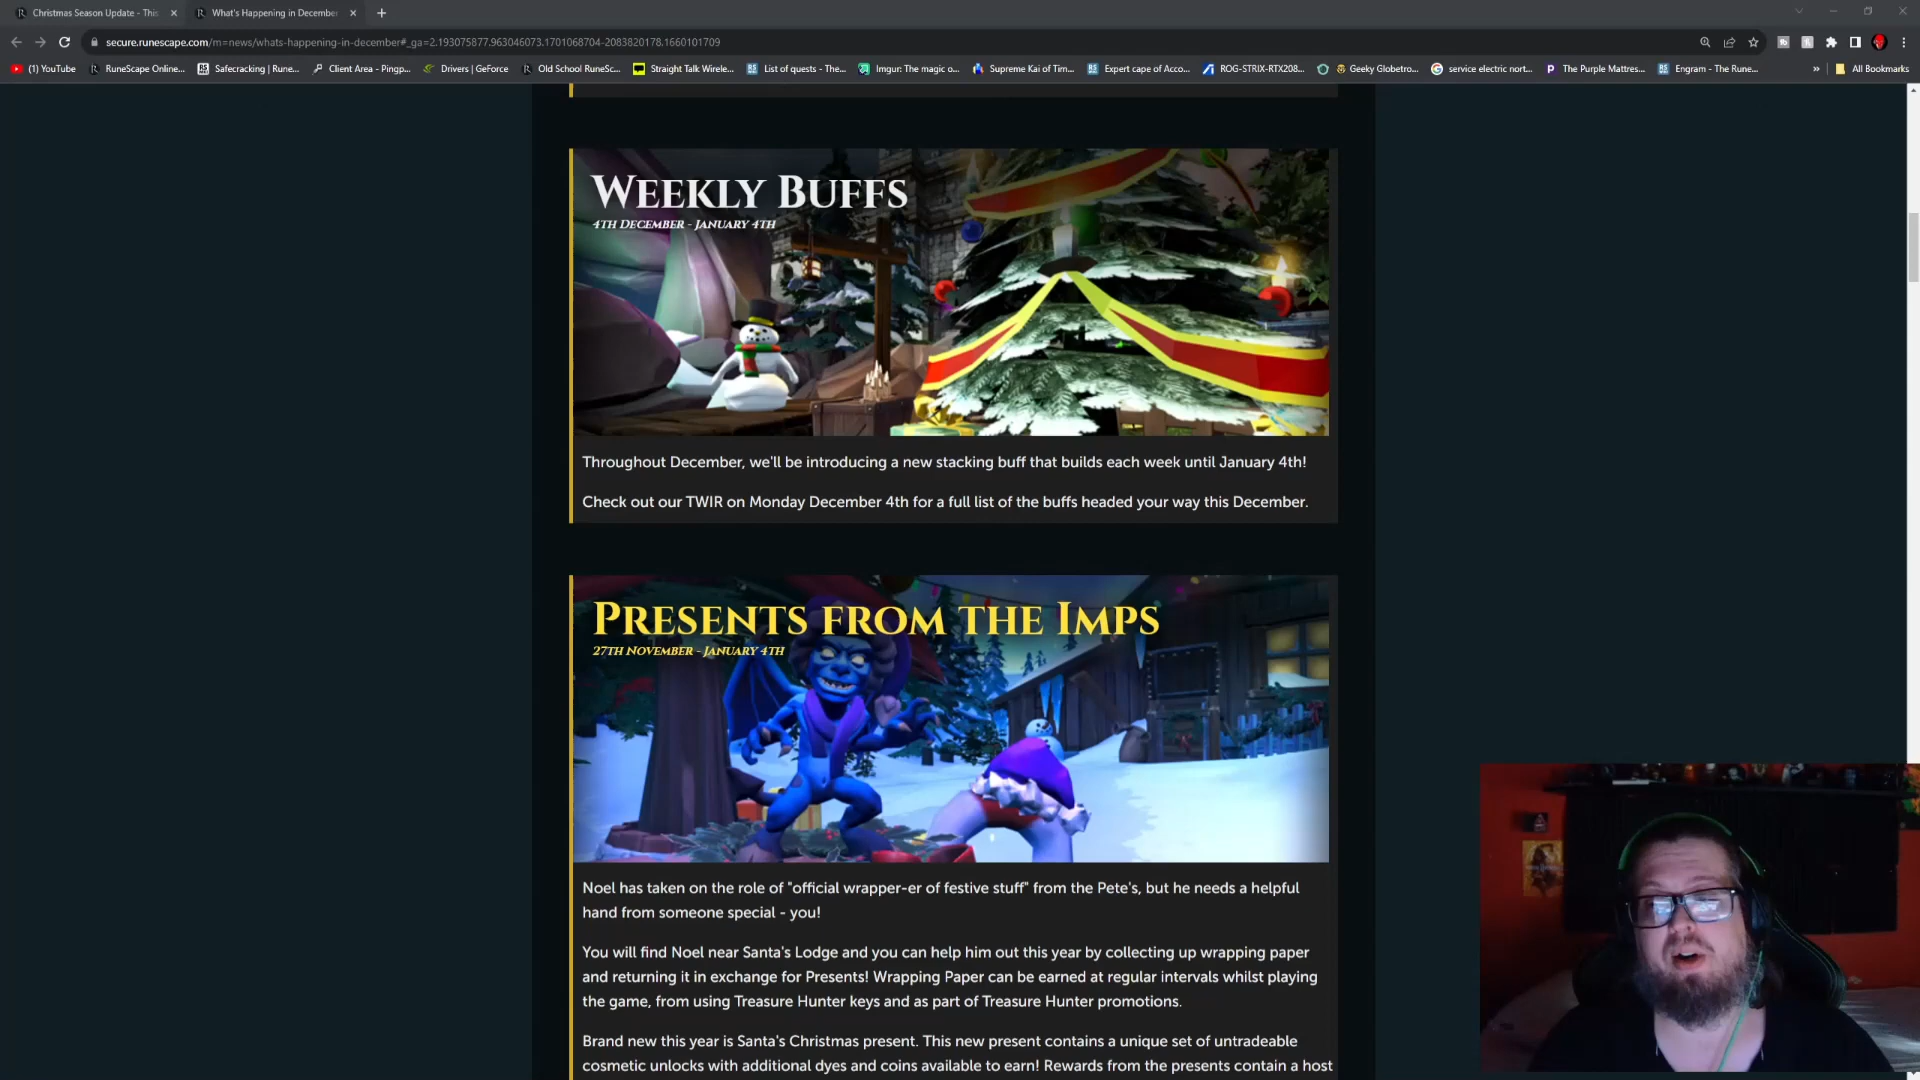 Christmas Season Update - This
What's Happening in December
secure.runescape.com/m=news/whats-happening-in-december#_ga=2.193075877.963046073.1701068704-2083820178.1660101709
(1) YouTube
RuneScape Online...
Safecracking | Rune...
Client Area - Pingp...
Drivers | GeForce
Old School RuneSc...
Straight Talk Wirele...
List of quests - The...
Imgur: The magic o...
Supreme Kai of Tim...
Expert cape of Acco...
ROG-STRIX-RTX208...
Geeky Globetro...
service electric nort...
The Purple Mattres...
Engram - The Rune...
»
All Bookmarks
WEEKLY BUFFS
4TH DECEMBER - JANUARY 4TH
Throughout December, we'll be introducing a new stacking buff that builds each week until January 4th!
Check out our TWIR on Monday December 4th for a full list of the buffs headed your way this December.
PRESENTS FROM THE IMPS
27TH NOVEMBER - JANUARY 4TH
Noel has taken on the role of "official wrapper-er of festive stuff" from the Pete's, but he needs a helpful
hand from someone special - you!
You will find Noel near Santa's Lodge and you can help him out this year by collecting up wrapping paper
and returning it in exchange for Presents! Wrapping Paper can be earned at regular intervals whilst playing
the game, from using Treasure Hunter keys and as part of Treasure Hunter promotions.
Brand new this year is Santa's Christmas present. This new present contains a unique set of untradeable
cosmetic unlocks with additional dyes and coins available to earn! Rewards from the presents contain a host